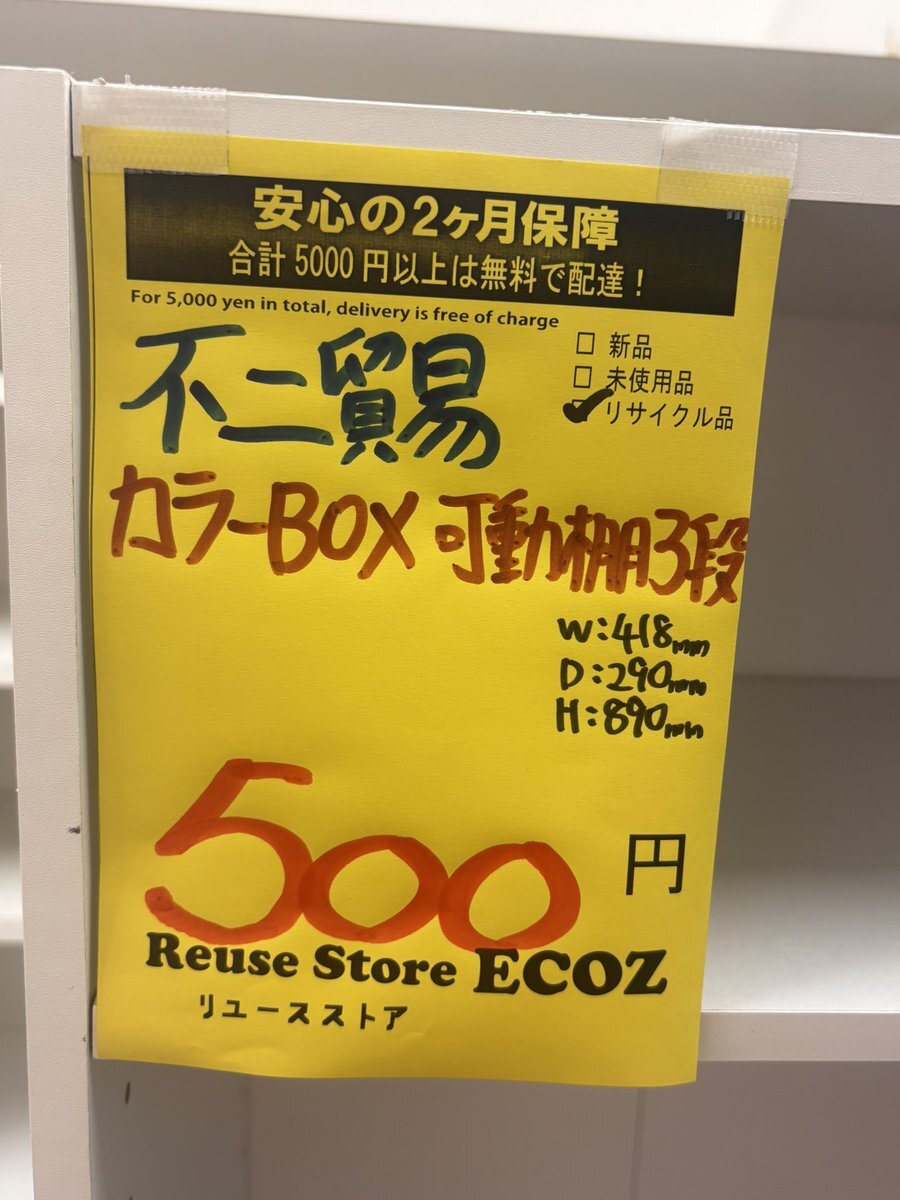 安心の2ヶ月保障
合計 5000 円以上は無料で配達！
For 5,000 yen in total, delivery is free of charge
不二貿易
□ 新品
□ 未使用品
☑ リサイクル品
カラーBOX 可動棚3段
W:418mm
D:290mm
H:890mm
500 円
Reuse Store ECOZ
リユースストア